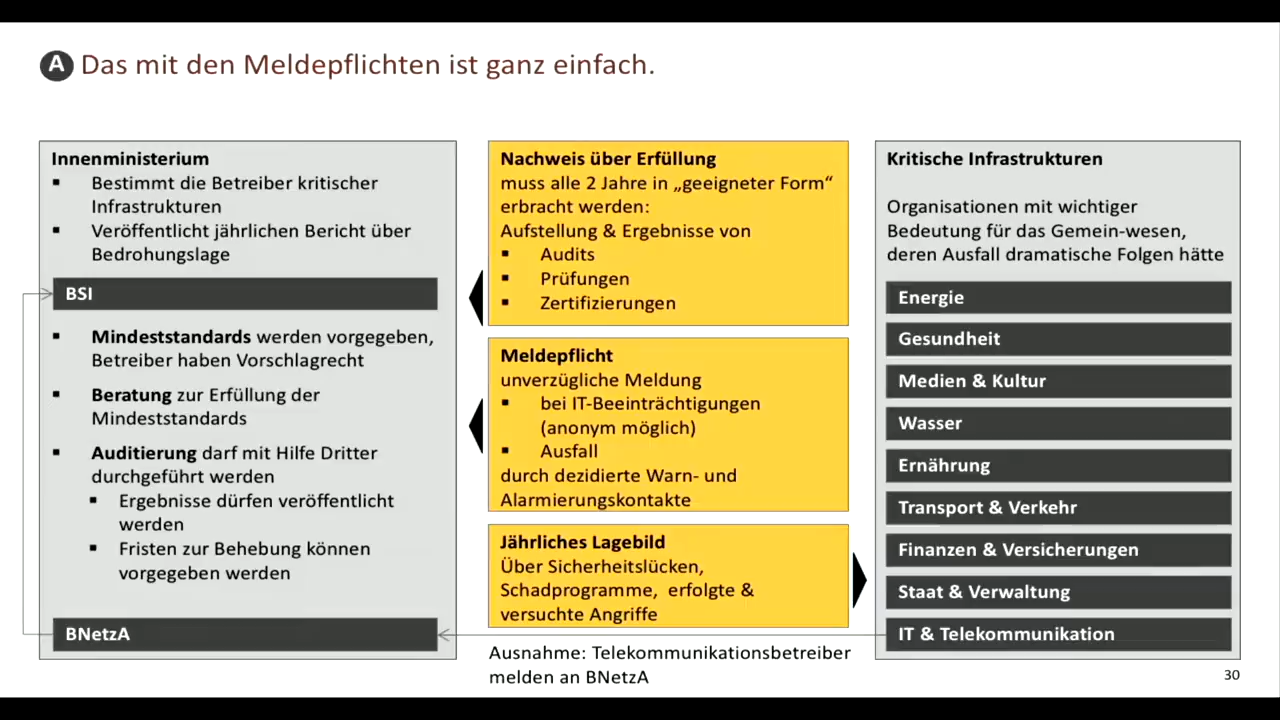 A Das mit den Meldepflichten ist ganz einfach.
Innenministerium
▪ Bestimmt die Betreiber kritischer
Infrastrukturen
▪ Veröffentlicht jährlichen Bericht über
Bedrohungslage
BSI
▪ Mindeststandards werden vorgegeben,
Betreiber haben Vorschlagrecht
▪ Beratung zur Erfüllung der
Mindeststandards
▪ Auditierung darf mit Hilfe Dritter
durchgeführt werden
▪ Ergebnisse dürfen veröffentlicht
werden
▪ Fristen zur Behebung können
vorgegeben werden
BNetzA
Nachweis über Erfüllung
muss alle 2 Jahre in „geeigneter Form“
erbracht werden:
Aufstellung & Ergebnisse von
▪ Audits
▪ Prüfungen
▪ Zertifizierungen
Meldepflicht
unverzügliche Meldung
▪ bei IT-Beeinträchtigungen
(anonym möglich)
▪ Ausfall
durch dezidierte Warn- und
Alarmierungskontakte
Jährliches Lagebild
Über Sicherheitslücken,
Schadprogramme, erfolgte &
versuchte Angriffe
Ausnahme: Telekommunikationsbetreiber
melden an BNetzA
Kritische Infrastrukturen
Organisationen mit wichtiger
Bedeutung für das Gemein-wesen,
deren Ausfall dramatische Folgen hätte
Energie
Gesundheit
Medien & Kultur
Wasser
Ernährung
Transport & Verkehr
Finanzen & Versicherungen
Staat & Verwaltung
IT & Telekommunikation
30